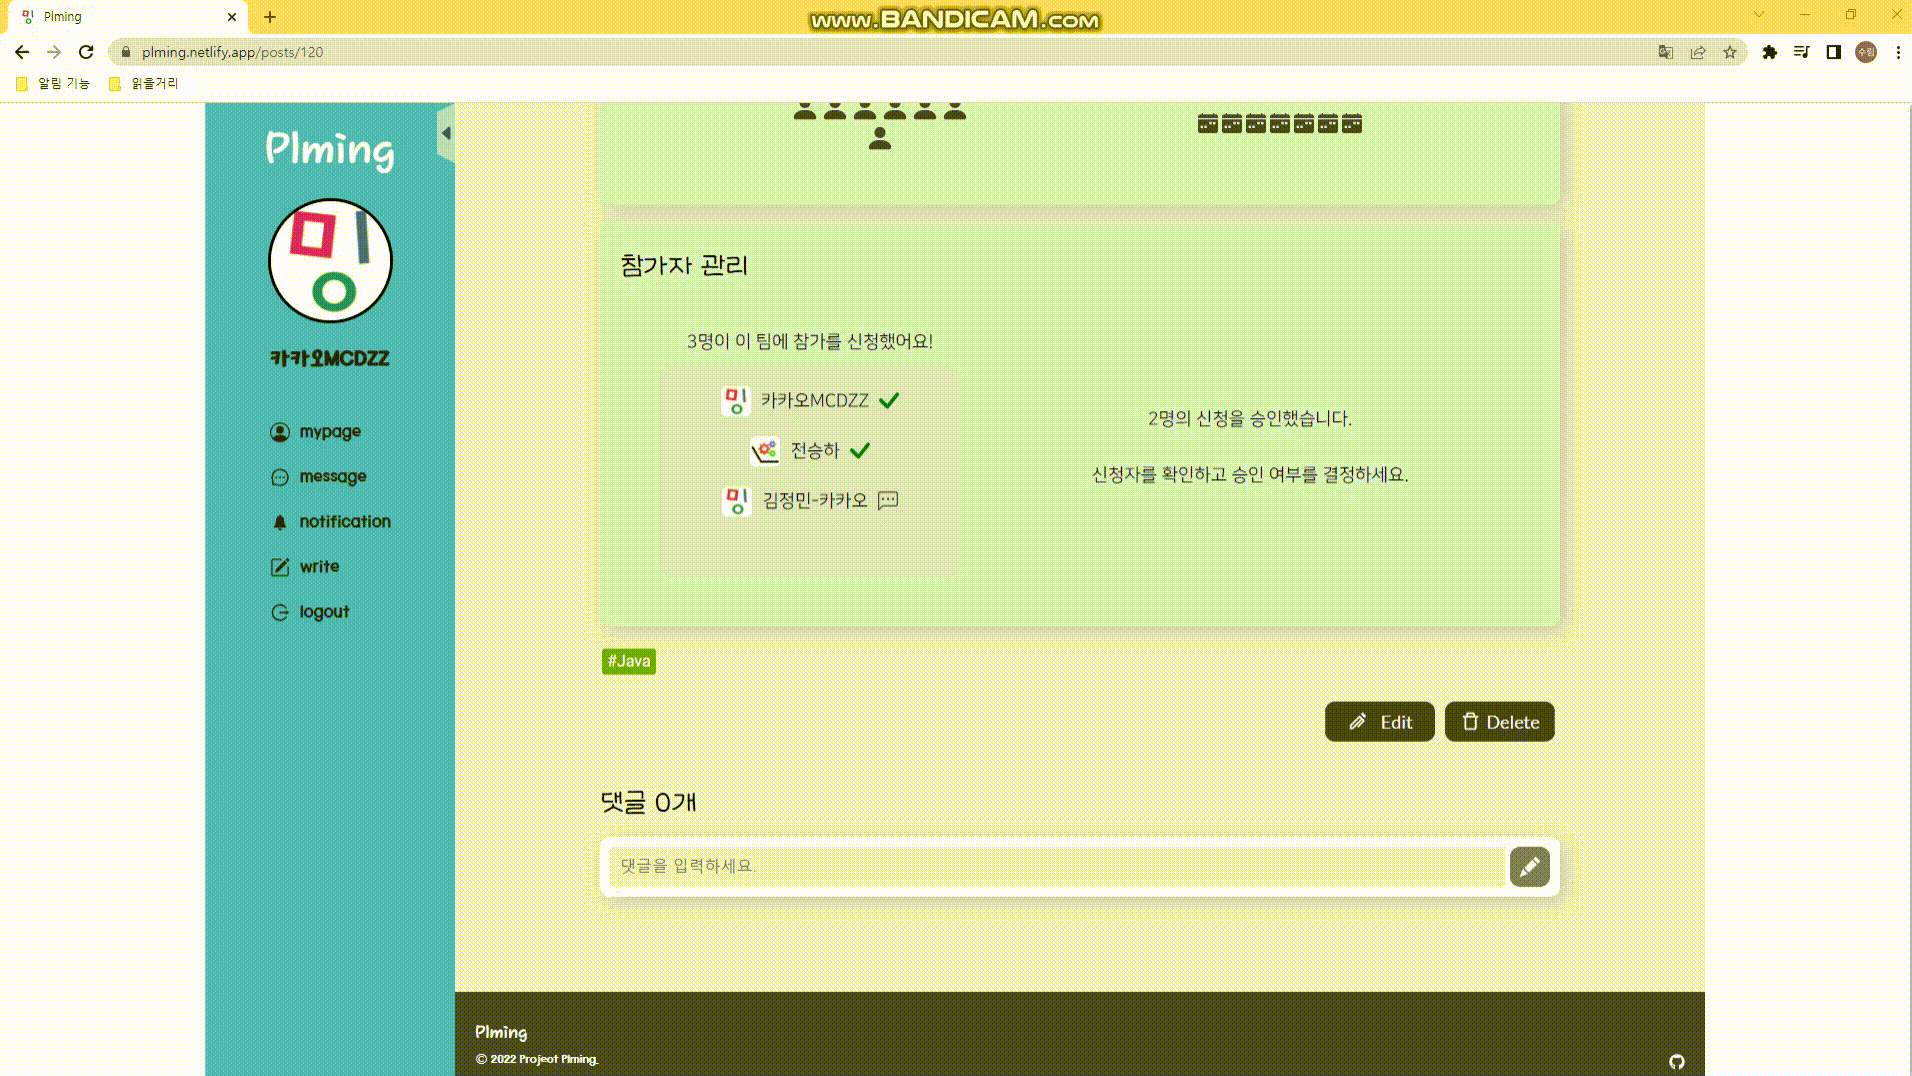 Plming
www.BANDICAM.com
plming.netlify.app/posts/120
수림
알림 기능
읽을거리
Plming
카카오MCDZZ
mypage
message
notification
write
logout
참가자 관리
3명이 이 팀에 참가를 신청했어요!
카카오MCDZZ
전승하
김정민-카카오
2명의 신청을 승인했습니다.
신청자를 확인하고 승인 여부를 결정하세요.
#Java
Edit
Delete
댓글 0개
댓글을 입력하세요.
Plming
© 2022 Project Plming.